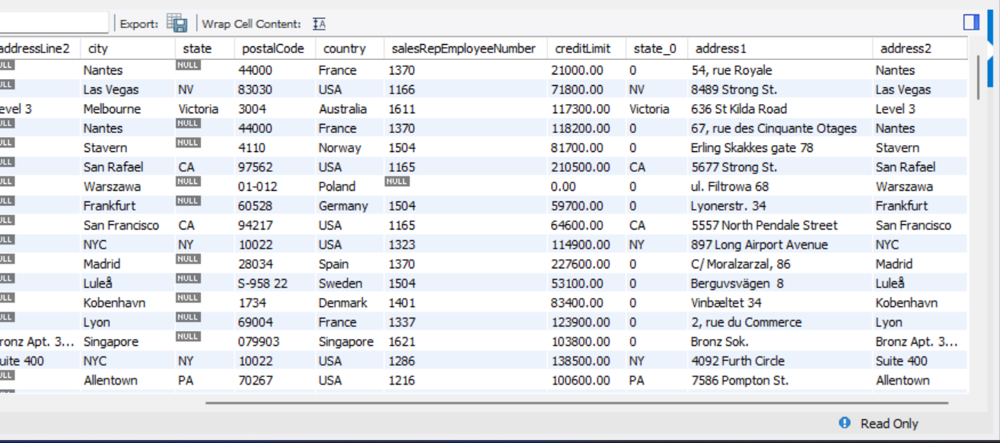 Export: Wrap Cell Content: IA
addressLine2 city state postalCode country salesRepEmployeeNumber creditLimit state_0 address1 address2
NULL Nantes NULL 44000 France 1370 21000.00 0 54, rue Royale Nantes
NULL Las Vegas NV 83030 USA 1166 71800.00 NV 8489 Strong St. Las Vegas
evel 3 Melbourne Victoria 3004 Australia 1611 117300.00 Victoria 636 St Kilda Road Level 3
NULL Nantes NULL 44000 France 1370 118200.00 0 67, rue des Cinquante Otages Nantes
NULL Stavern NULL 4110 Norway 1504 81700.00 0 Erling Skakkes gate 78 Stavern
NULL San Rafael CA 97562 USA 1165 210500.00 CA 5677 Strong St. San Rafael
NULL Warszawa NULL 01-012 Poland NULL 0.00 0 ul. Filtrowa 68 Warszawa
NULL Frankfurt NULL 60528 Germany 1504 59700.00 0 Lyonerstr. 34 Frankfurt
NULL San Francisco CA 94217 USA 1165 64600.00 CA 5557 North Pendale Street San Francisco
NULL NYC NY 10022 USA 1323 114900.00 NY 897 Long Airport Avenue NYC
NULL Madrid NULL 28034 Spain 1370 227600.00 0 C/ Moralzarzal, 86 Madrid
NULL Luleå NULL S-958 22 Sweden 1504 53100.00 0 Berguvsvägen 8 Luleå
NULL Kobenhavn NULL 1734 Denmark 1401 83400.00 0 Vinbæltet 34 Kobenhavn
NULL Lyon NULL 69004 France 1337 123900.00 0 2, rue du Commerce Lyon
ronz Apt. 3... Singapore NULL 079903 Singapore 1621 103800.00 0 Bronz Sok. Bronz Apt. 3...
uite 400 NYC NY 10022 USA 1286 138500.00 NY 4092 Furth Circle Suite 400
NULL Allentown PA 70267 USA 1216 100600.00 PA 7586 Pompton St. Allentown
Read Only